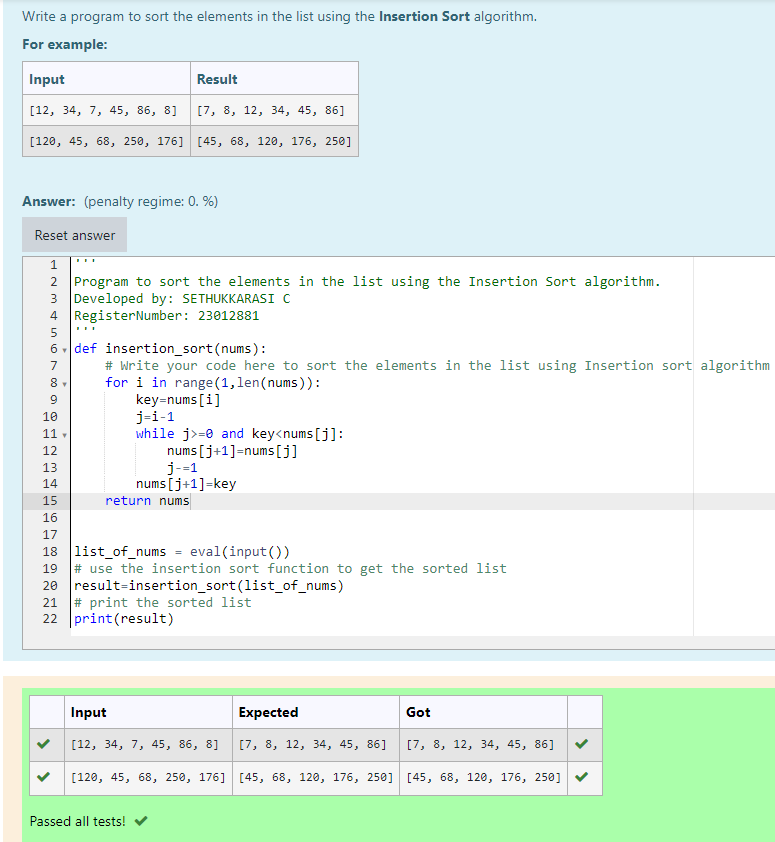 Write a program to sort the elements in the list using the Insertion Sort algorithm.
For example:
Input Result
[12, 34, 7, 45, 86, 8] [7, 8, 12, 34, 45, 86]
[120, 45, 68, 250, 176] [45, 68, 120, 176, 250]
Answer: (penalty regime: 0. %)
Reset answer
1 '''
2 Program to sort the elements in the list using the Insertion Sort algorithm.
3 Developed by: SETHUKKARASI C
4 RegisterNumber: 23012881
5 '''
6 def insertion_sort(nums):
7 # Write your code here to sort the elements in the list using Insertion sort algorithm
8 for i in range(1,len(nums)):
9 key=nums[i]
10 j=i-1
11 while j>=0 and key<nums[j]:
12 nums[j+1]=nums[j]
13 j-=1
14 nums[j+1]=key
15 return nums
16
17
18 list_of_nums = eval(input())
19 # use the insertion sort function to get the sorted list
20 result=insertion_sort(list_of_nums)
21 # print the sorted list
22 print(result)
Input Expected Got
[12, 34, 7, 45, 86, 8] [7, 8, 12, 34, 45, 86] [7, 8, 12, 34, 45, 86]
[120, 45, 68, 250, 176] [45, 68, 120, 176, 250] [45, 68, 120, 176, 250]
Passed all tests!